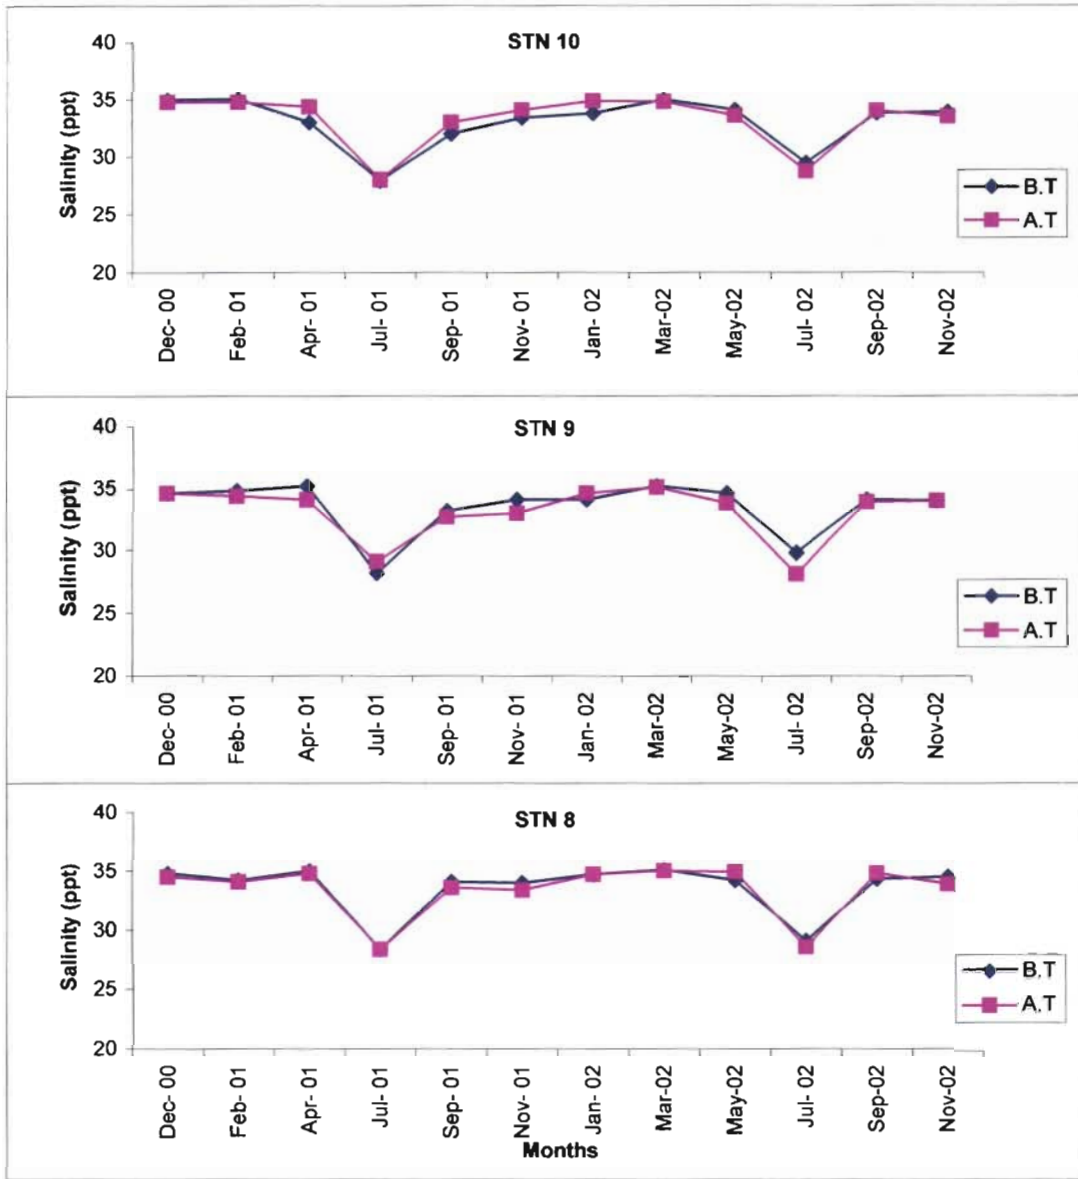 STN 10
40
35
30
25
20
Salinity (ppt)
B.T
A.T
Dec- 00
Feb- 01
Apr- 01
Jul- 01
Sep- 01
Nov- 01
Jan- 02
Mar-02
May-02
Jul- 02
Sep-02
Nov-02
STN 9
40
35
30
25
20
Salinity (ppt)
B.T
A.T
Dec- 00
Feb- 01
Apr- 01
Jul- 01
Sep- 01
Nov- 01
Jan- 02
Mar-02
May-02
Jul- 02
Sep-02
Nov-02
STN 8
40
35
30
25
20
Salinity (ppt)
B.T
A.T
Dec- 00
Feb- 01
Apr- 01
Jul- 01
Sep- 01
Nov- 01
Jan- 02
Mar-02
May-02
Jul- 02
Sep-02
Nov-02
Months